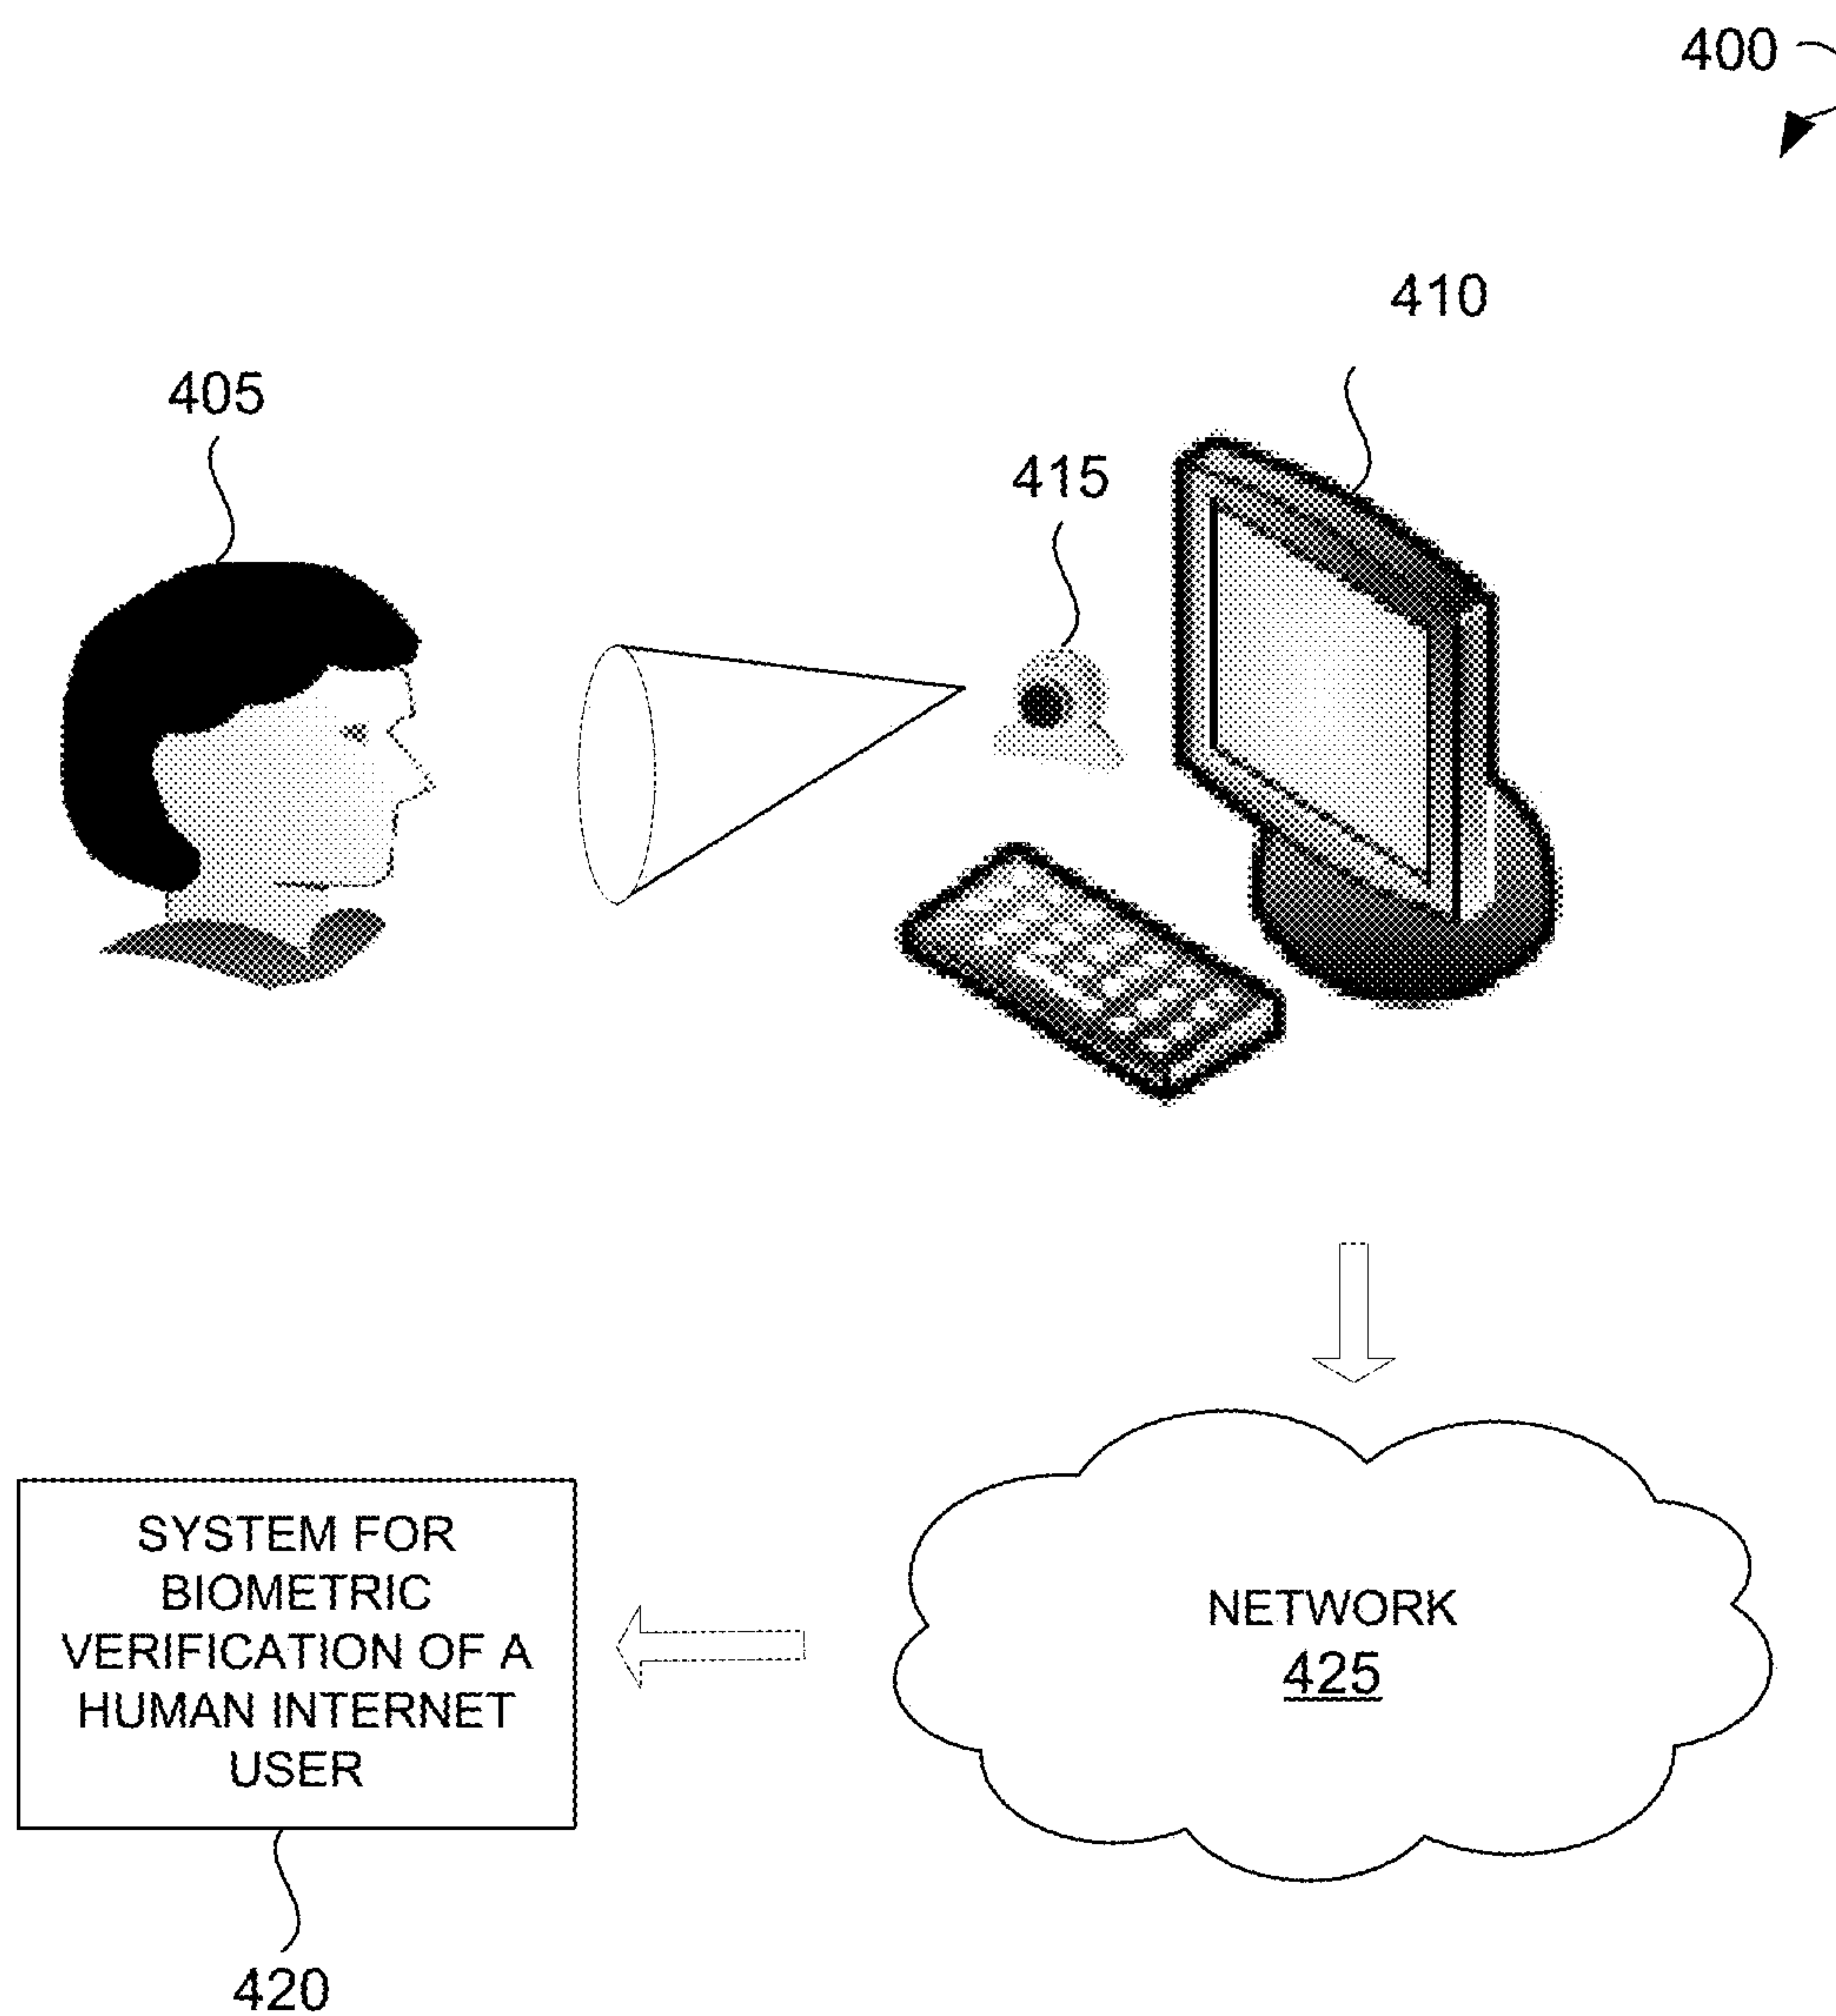 400
410
405
415
SYSTEM FOR
BIOMETRIC
VERIFICATION OF A
HUMAN INTERNET
USER
NETWORK
425
420